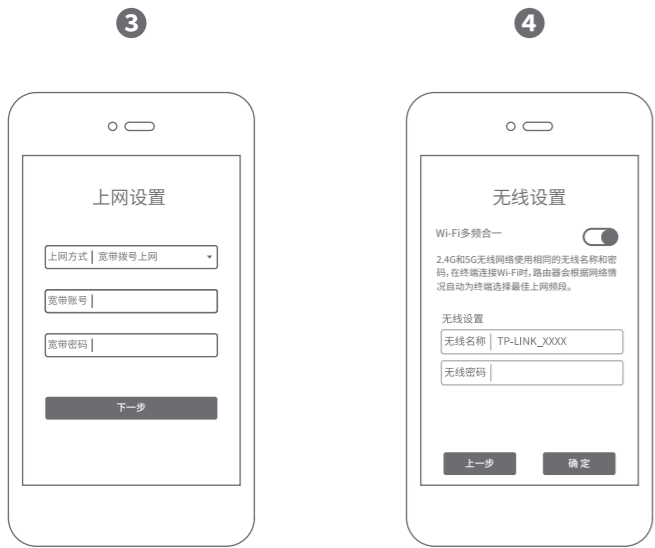 3
上网设置
上网方式 宽带拨号上网
宽带账号
宽带密码
下一步
4
无线设置
Wi-Fi多频合一
2.4G和5G无线网络使用相同的无线名称和密
码,在终端连接Wi-Fi时,路由器会根据网络情
况自动为终端选择最佳上网频段。
无线设置
无线名称 TP-LINK_XXXX
无线密码
上一步 确 定